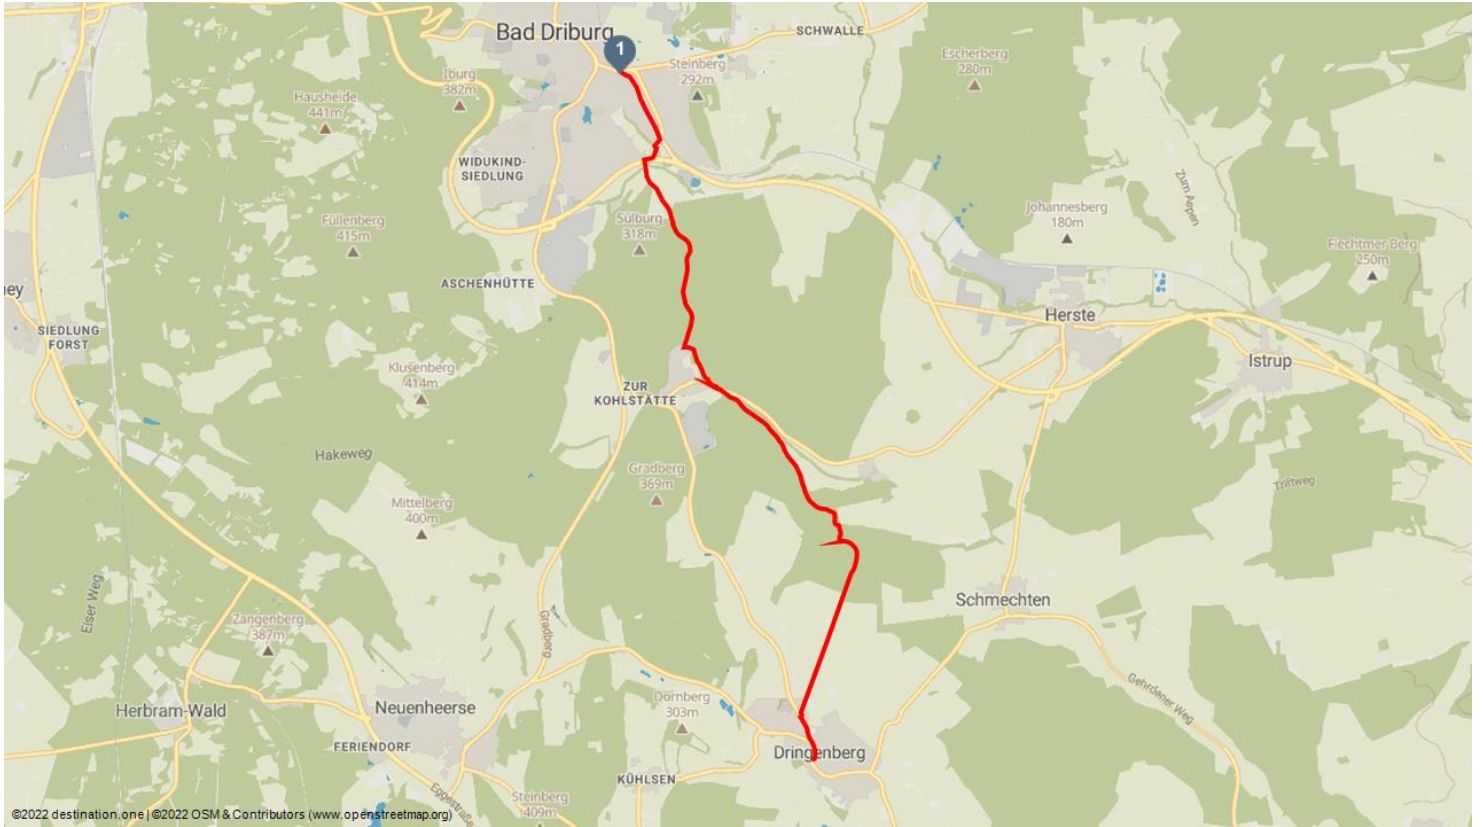 Bad Driburg
1
SCHWALLE
Steinberg
292m
Escherberg
280m
Iburg
382m
Hausheide
441m
WIDUKIND-
SIEDLUNG
Zum Aepen
Johannesberg
180m
Füllenberg
415m
Sülburg
318m
Flechtmer Berg
250m
ASCHENHÜTTE
ney
SIEDLUNG
FORST
Herste
Istrup
Klusenberg
414m
ZUR
KOHLSTÄTTE
Hakeweg
Gradberg
369m
Triftweg
Mittelberg
400m
Eiser Weg
Schmechten
Zangenberg
387m
Gradberg
Gehrdener Weg
Herbram-Wald
Neuenheerse
Dornberg
303m
FERIENDORF
Dringenberg
KÜHLSEN
Eggestraße
Steinberg
409m
©2022 destination.one | ©2022 OSM & Contributors (www.openstreetmap.org)